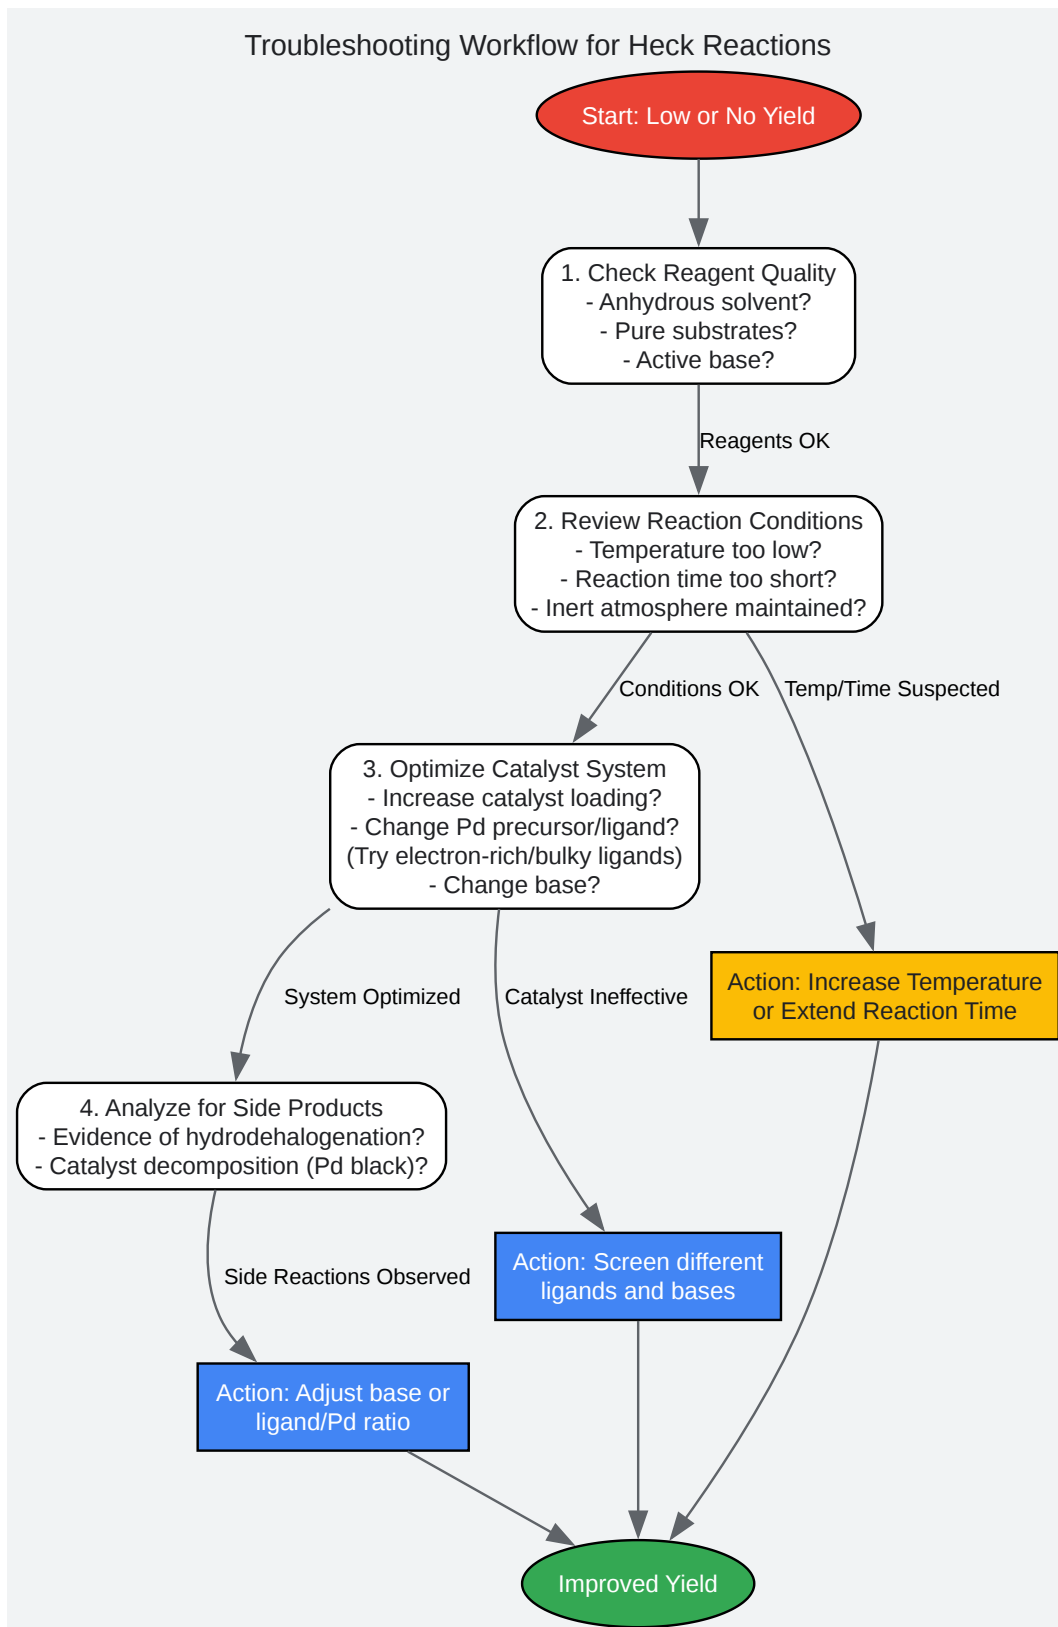 Troubleshooting Workflow for Heck Reactions
Start: Low or No Yield
1. Check Reagent Quality
- Anhydrous solvent?
- Pure substrates?
- Active base?
Reagents OK
2. Review Reaction Conditions
- Temperature too low?
- Reaction time too short?
- Inert atmosphere maintained?
Conditions OK
Temp/Time Suspected
3. Optimize Catalyst System
- Increase catalyst loading?
- Change Pd precursor/ligand?
(Try electron-rich/bulky ligands)
- Change base?
Action: Increase Temperature
or Extend Reaction Time
System Optimized
Catalyst Ineffective
4. Analyze for Side Products
- Evidence of hydrodehalogenation?
- Catalyst decomposition (Pd black)?
Action: Screen different
ligands and bases
Side Reactions Observed
Action: Adjust base or
ligand/Pd ratio
Improved Yield